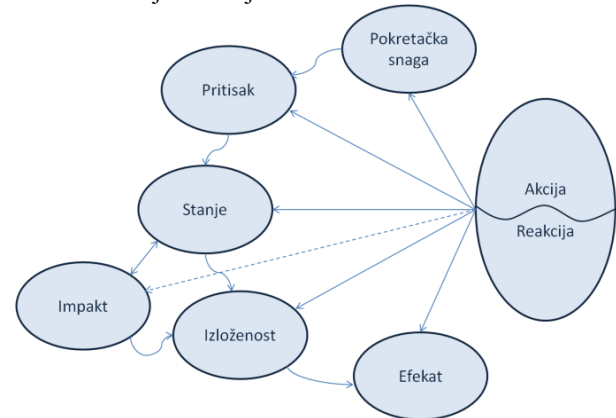 Pokretačka
snaga
Pritisak
Akcija
Stanje
Reakcija
Impakt
Izloženost
Efekat